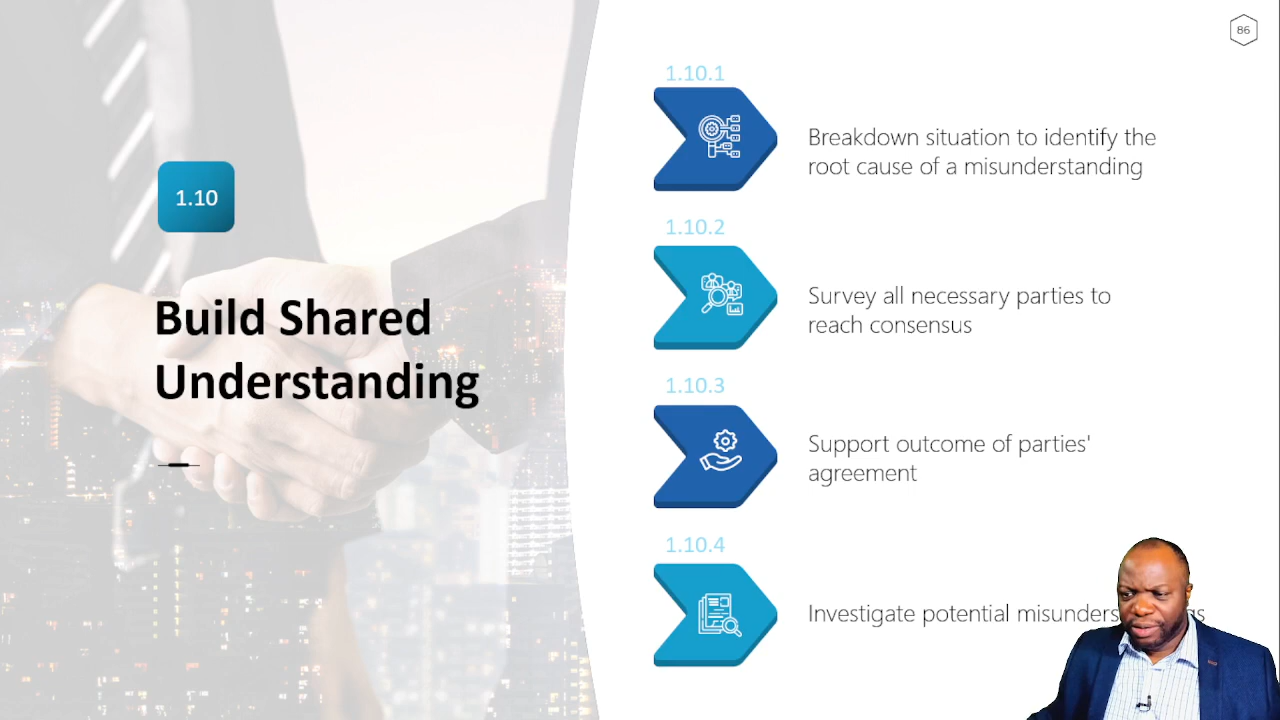 86
1.10
Build Shared
Understanding
1.10.1
Breakdown situation to identify the
root cause of a misunderstanding
1.10.2
Survey all necessary parties to
reach consensus
1.10.3
Support outcome of parties'
agreement
1.10.4
Investigate potential